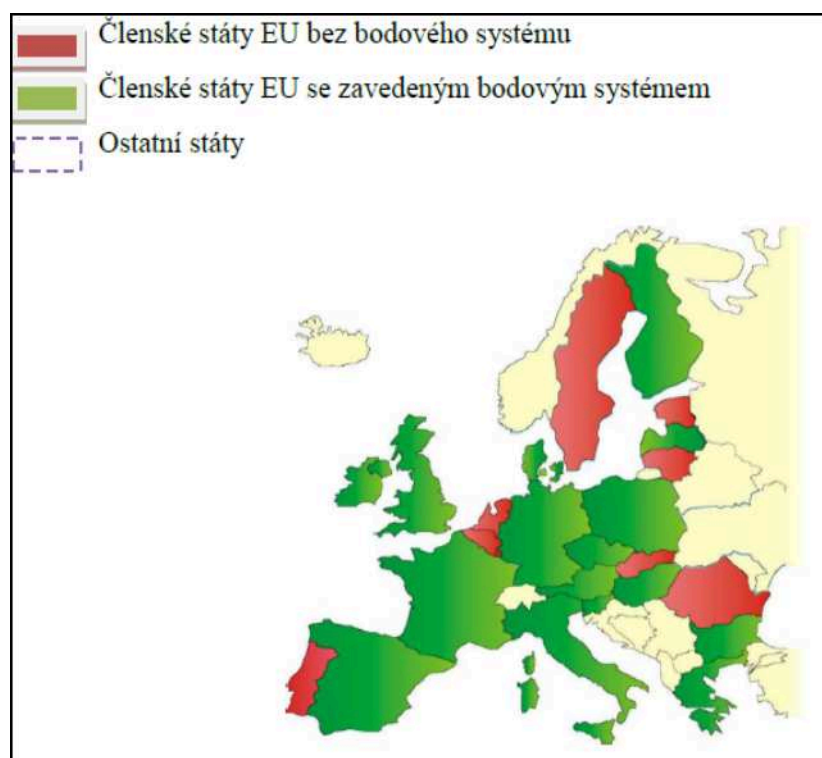 Členské státy EU bez bodového systému
Členské státy EU se zavedeným bodovým systémem
Ostatní státy